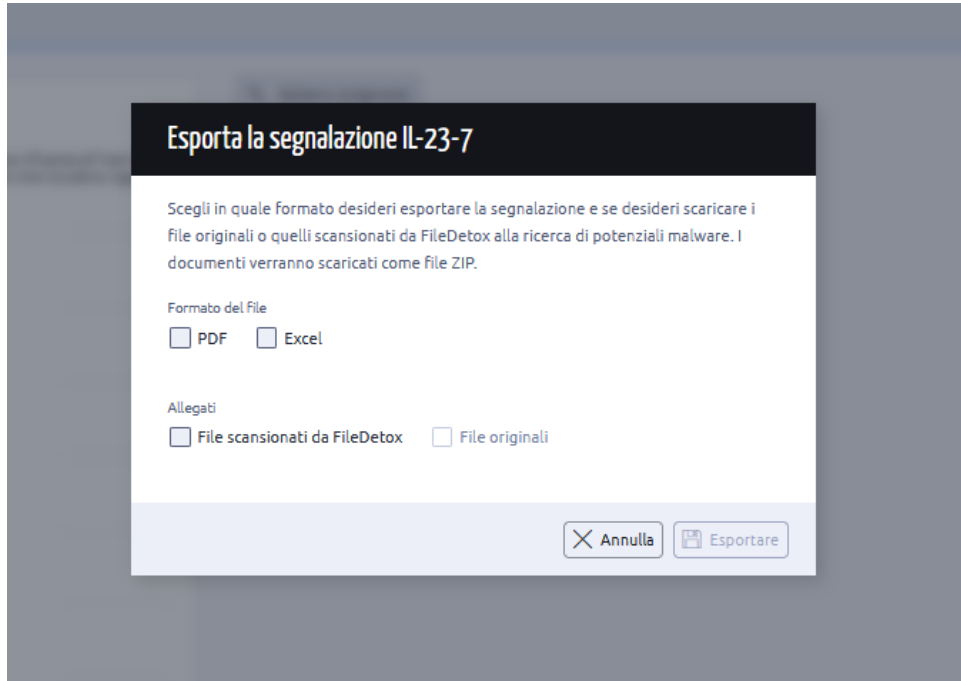 Esporta la segnalazione IL-23-7
Scegli in quale formato desideri esportare la segnalazione e se desideri scaricare i
file originali o quelli scansionati da FileDetox alla ricerca di potenziali malware. I
documenti verranno scaricati come file ZIP.
Formato del file
PDF Excel
Allegati
File scansionati da FileDetox File originali
Annulla Esportare